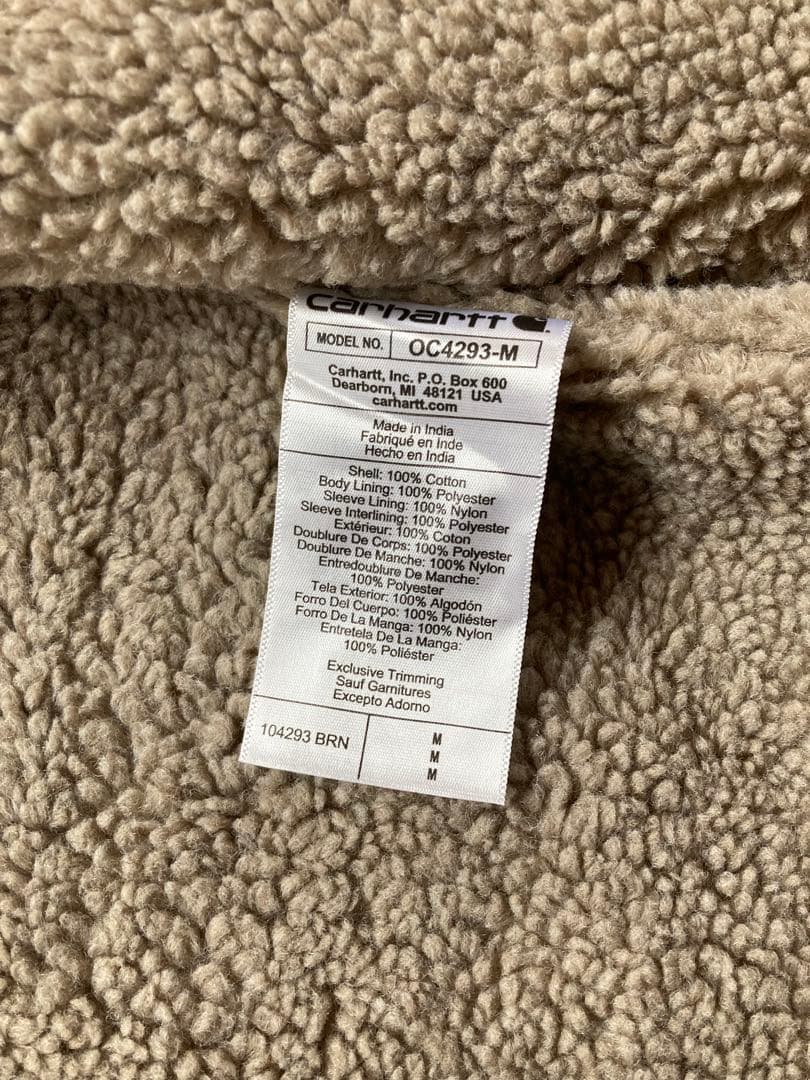 carhartt
MODEL NO. OC4293-M
Carhartt, Inc. P.O. Box 600
Dearborn, MI 48121 USA
carhartt.com
Made in India
Fabriqué en Inde
Hecho en India
Shell: 100% Cotton
Body Lining: 100% Polyester
Sleeve Lining: 100% Nylon
Sleeve Interlining: 100% Polyester
Extérieur: 100% Coton
Doublure De Corps: 100% Polyester
Doublure De Manche: 100% Nylon
Entredoublure De Manche:
100% Polyester
Tela Exterior: 100% Algodón
Forro Del Cuerpo: 100% Poliéster
Forro De La Manga: 100% Nylon
Entretela De La Manga:
100% Poliéster
Exclusive Trimming
Sauf Garnitures
Excepto Adorno
104293 BRN
M
M
M